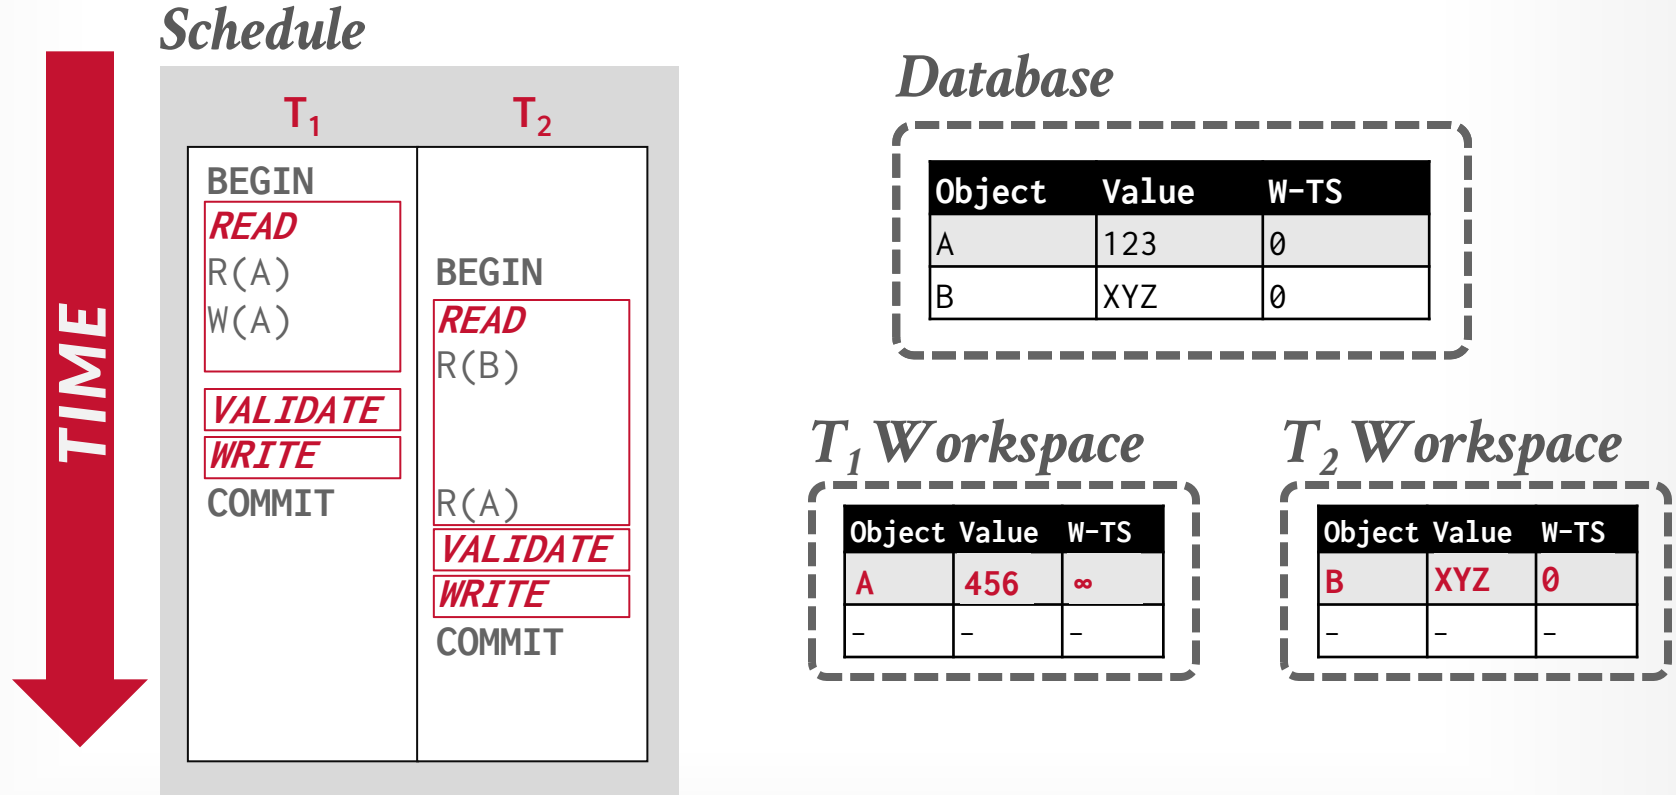 Schedule
TIME
T1 T2
BEGIN
READ
R(A) BEGIN
W(A) READ
R(B)
VALIDATE
WRITE
COMMIT R(A)
VALIDATE
WRITE
COMMIT
Database
Object Value W-TS
A 123 0
B XYZ 0
T1 Workspace
Object Value W-TS
A 456 ∞
- - -
T2 Workspace
Object Value W-TS
B XYZ 0
- - -